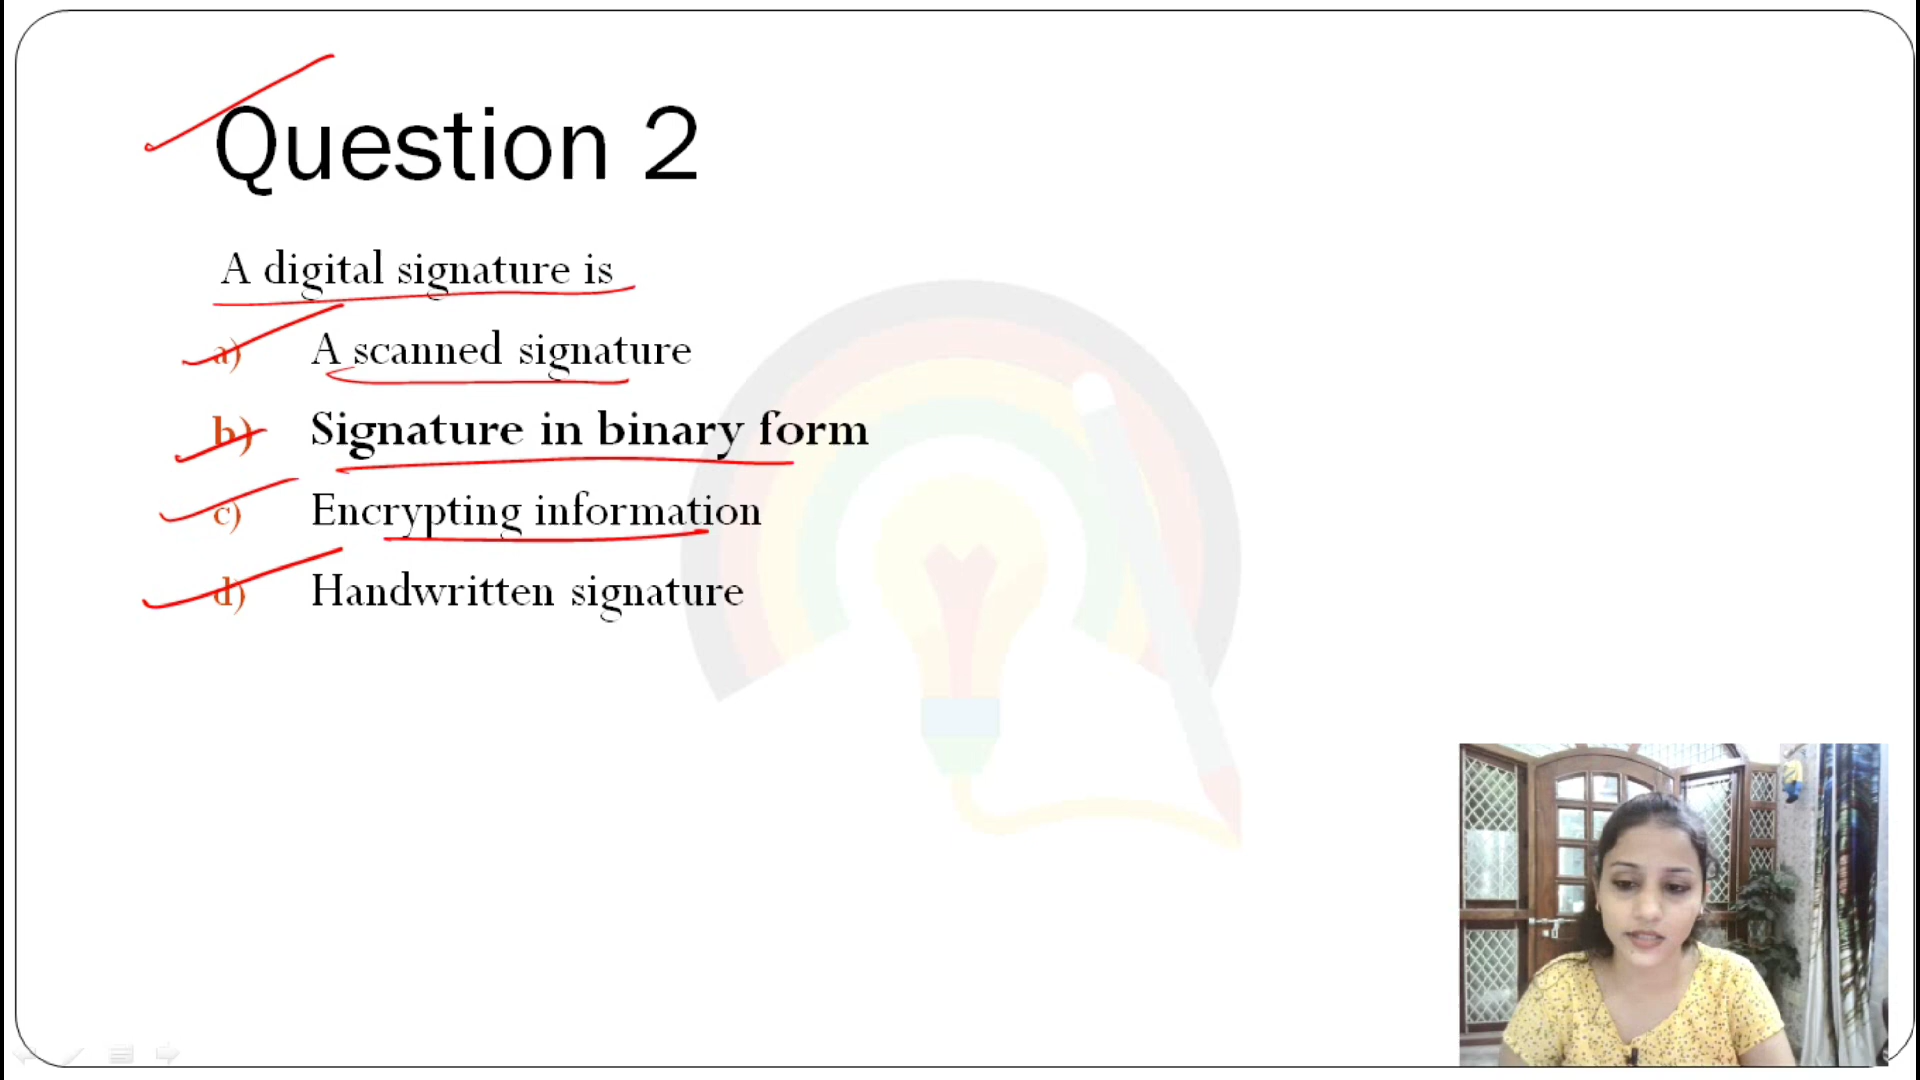 Question 2
A digital signature is
a) A scanned signature
b) Signature in binary form
c) Encrypting information
d) Handwritten signature